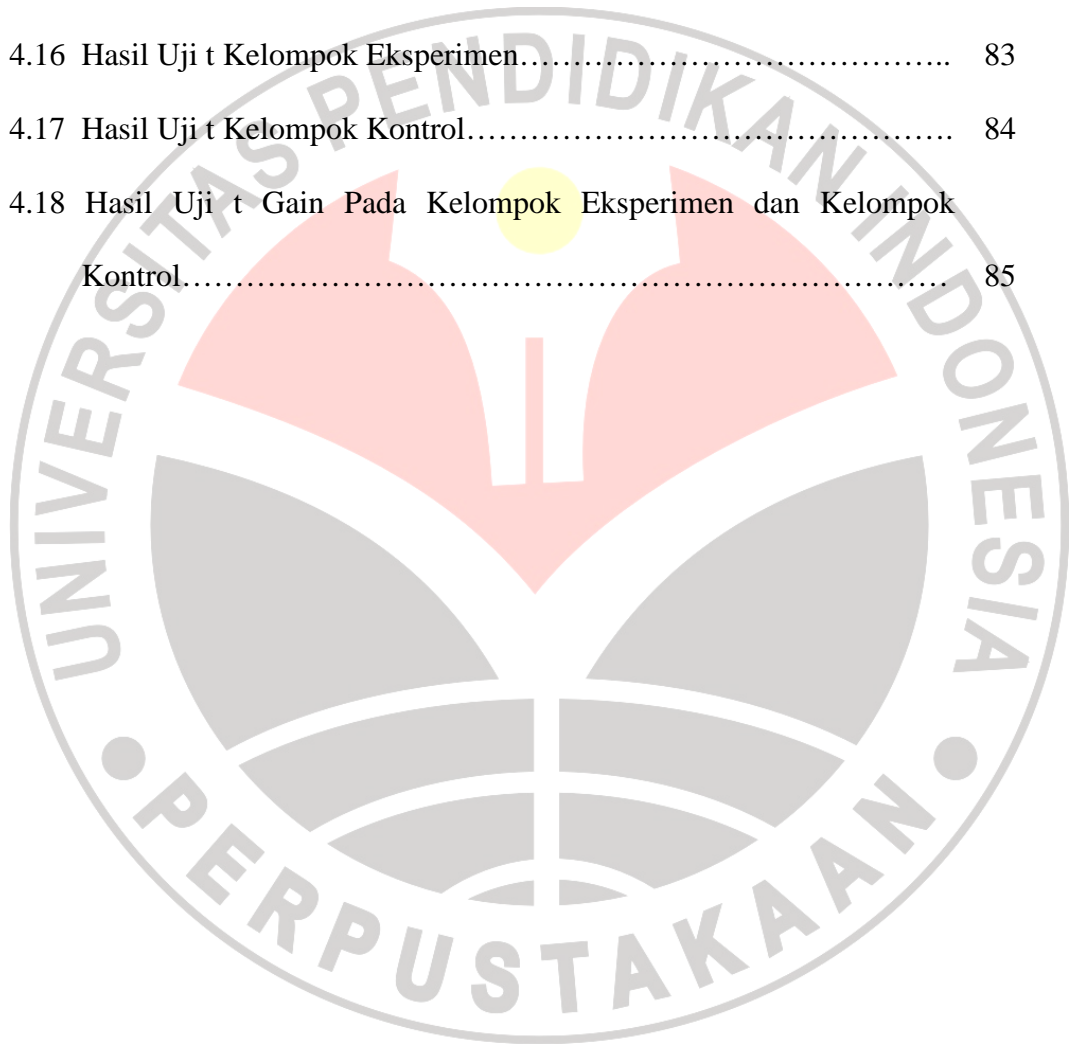 4.16 Hasil Uji t Kelompok Eksperimen………………………………….. 83
4.17 Hasil Uji t Kelompok Kontrol………………………………………. 84
4.18 Hasil Uji t Gain Pada Kelompok Eksperimen dan Kelompok
Kontrol……………………………………………………………… 85
UNIVERSITAS PENDIDIKAN INDONESIA
PERPUSTAKAAN